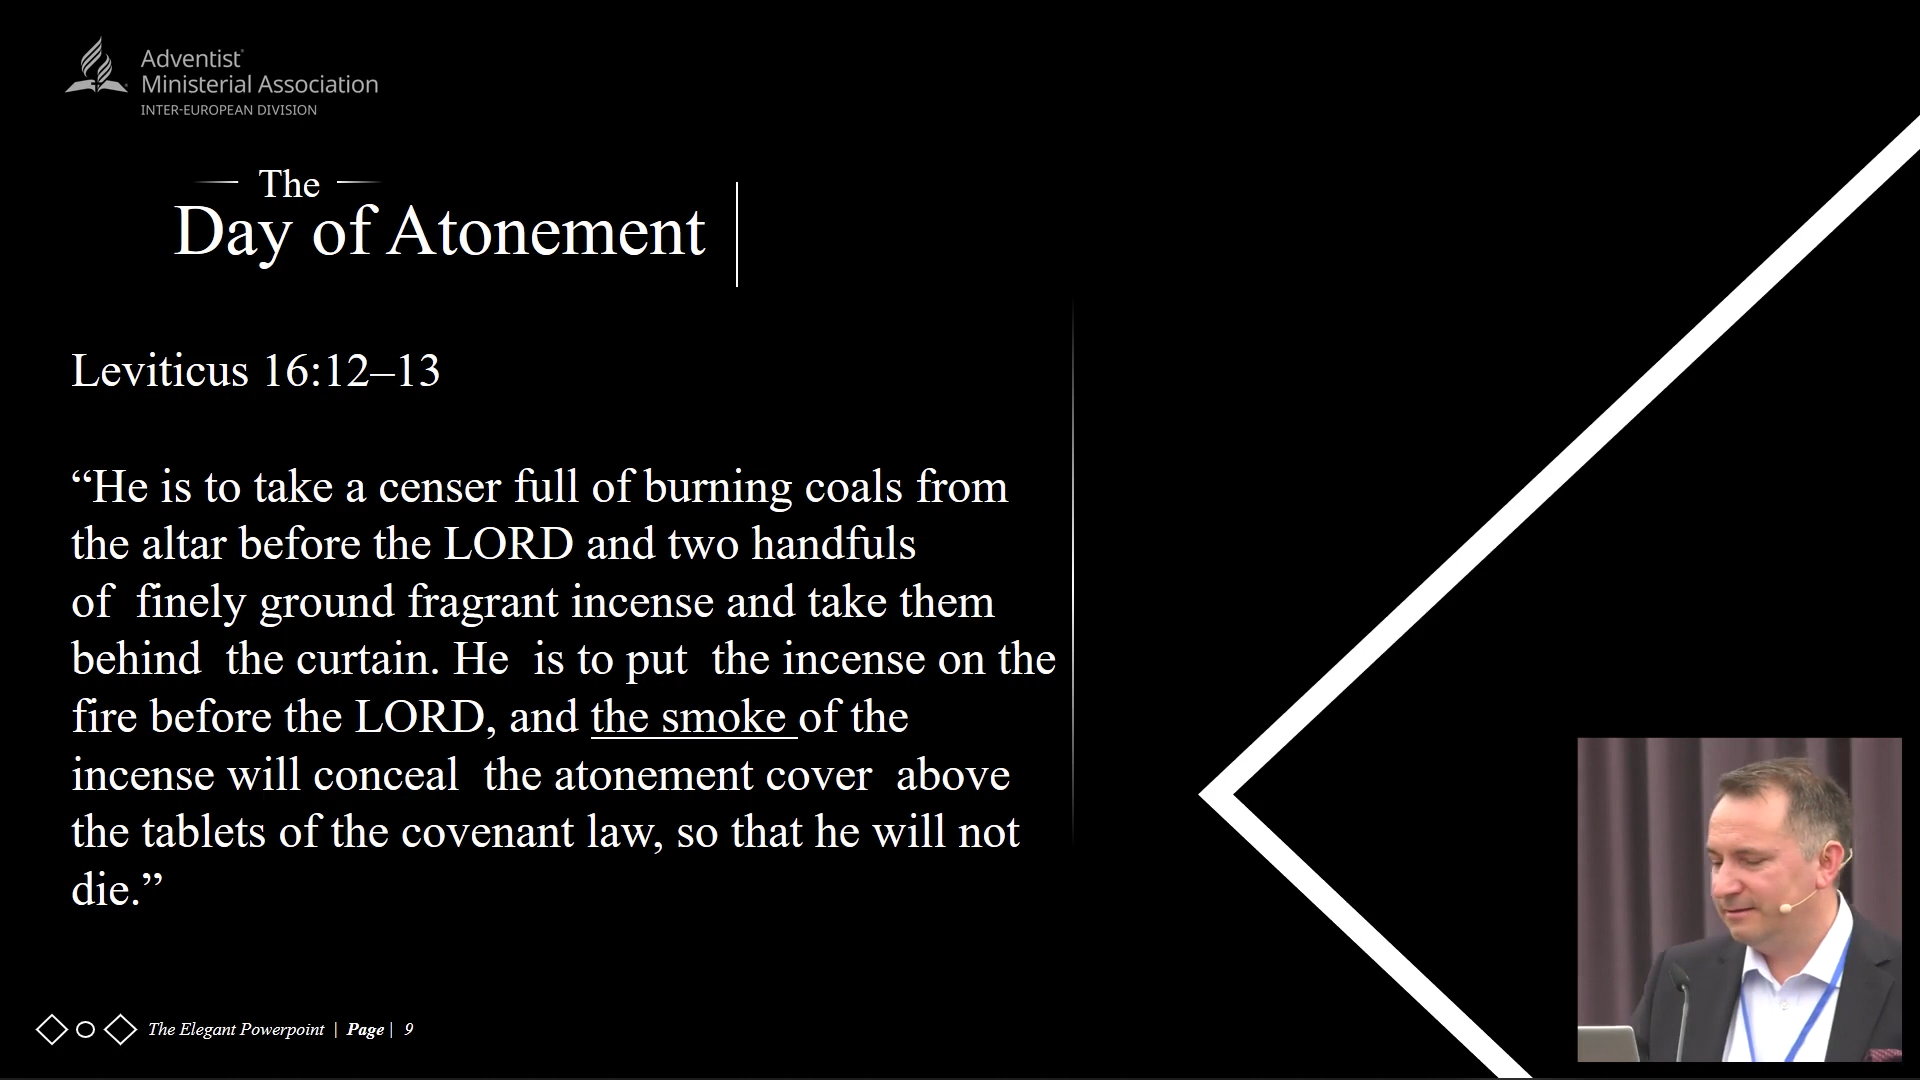 Adventist
Ministerial Association
INTER-EUROPEAN DIVISION
The
Day of Atonement
Leviticus 16:12–13
“He is to take a censer full of burning coals from
the altar before the LORD and two handfuls
of finely ground fragrant incense and take them
behind the curtain. He is to put the incense on the
fire before the LORD, and the smoke of the
incense will conceal the atonement cover above
the tablets of the covenant law, so that he will not
die.”
The Elegant Powerpoint | Page | 9